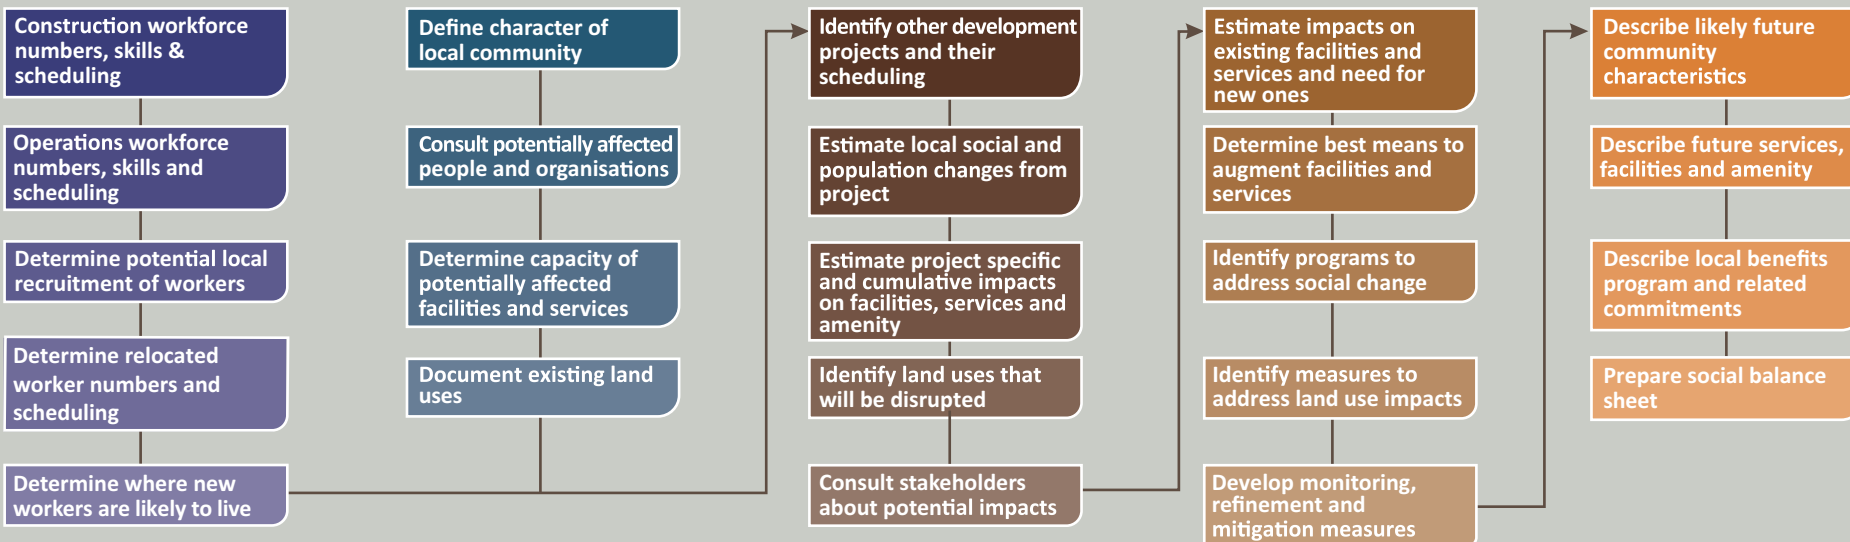 Construction workforce
numbers, skills &
scheduling
Operations workforce
numbers, skills and
scheduling
Determine potential local
recruitment of workers
Determine relocated
worker numbers and
scheduling
Determine where new
workers are likely to live
Define character of
local community
Consult potentially affected
people and organisations
Determine capacity of
potentially affected
facilities and services
Document existing land
uses
Identify other development
projects and their
scheduling
Estimate local social and
population changes from
project
Estimate project specific
and cumulative impacts
on facilities, services and
amenity
Identify land uses that
will be disrupted
Consult stakeholders
about potential impacts
Estimate impacts on
existing facilities and
services and need for
new ones
Determine best means to
augment facilities and
services
Identify programs to
address social change
Identify measures to
address land use impacts
Develop monitoring,
refinement and
mitigation measures
Describe likely future
community
characteristics
Describe future services,
facilities and amenity
Describe local benefits
program and related
commitments
Prepare social balance
sheet